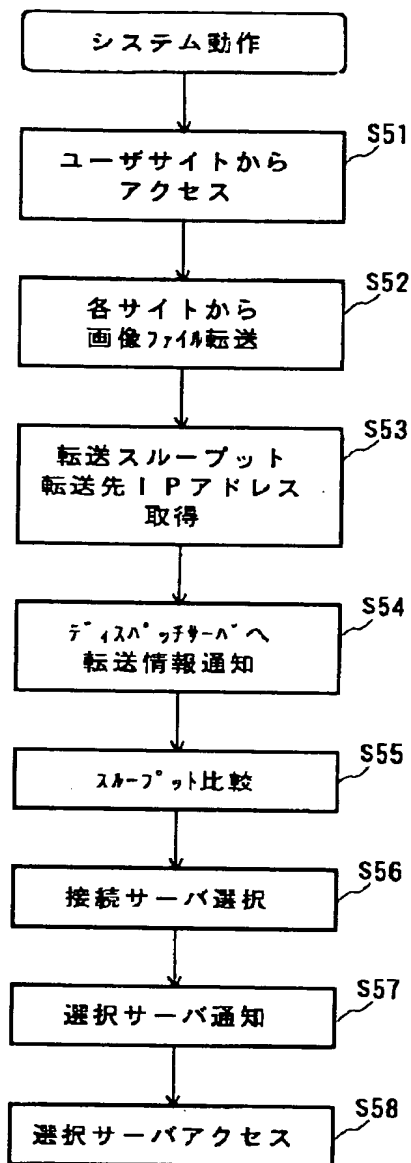 システム動作
S51
ユーザサイトから
アクセス
S52
各サイトから
画像ﾌｧｲﾙ転送
S53
転送スループット
転送先IPアドレス
取得
S54
ﾃﾞｨｽﾊﾟｯﾁｻｰﾊﾞへ
転送情報通知
S55
ｽﾙｰﾌﾟｯﾄ比較
S56
接続サーバ選択
S57
選択サーバ通知
S58
選択サーバアクセス